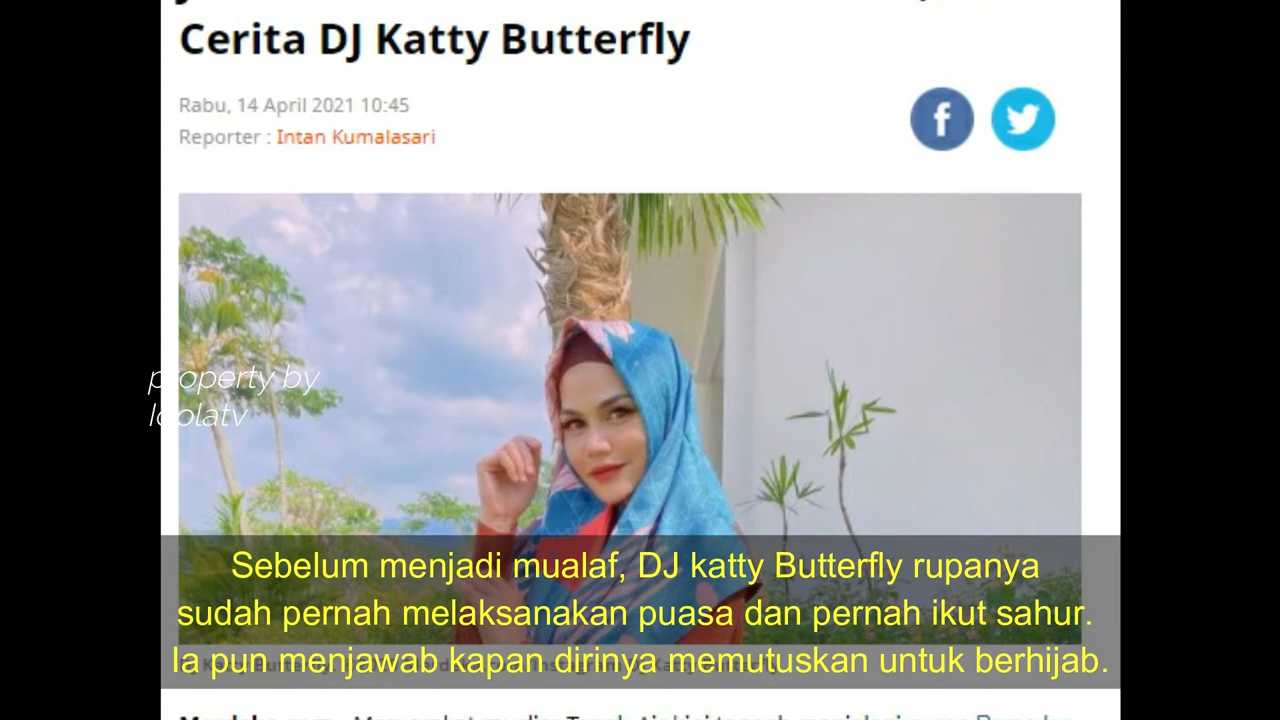 Cerita DJ Katty Butterfly
Rabu, 14 April 2021 10:45
Reporter : Intan Kumalasari
property by
loolatv
Sebelum menjadi mualaf, DJ katty Butterfly rupanya
sudah pernah melaksanakan puasa dan pernah ikut sahur.
Ia pun menjawab kapan dirinya memutuskan untuk berhijab.